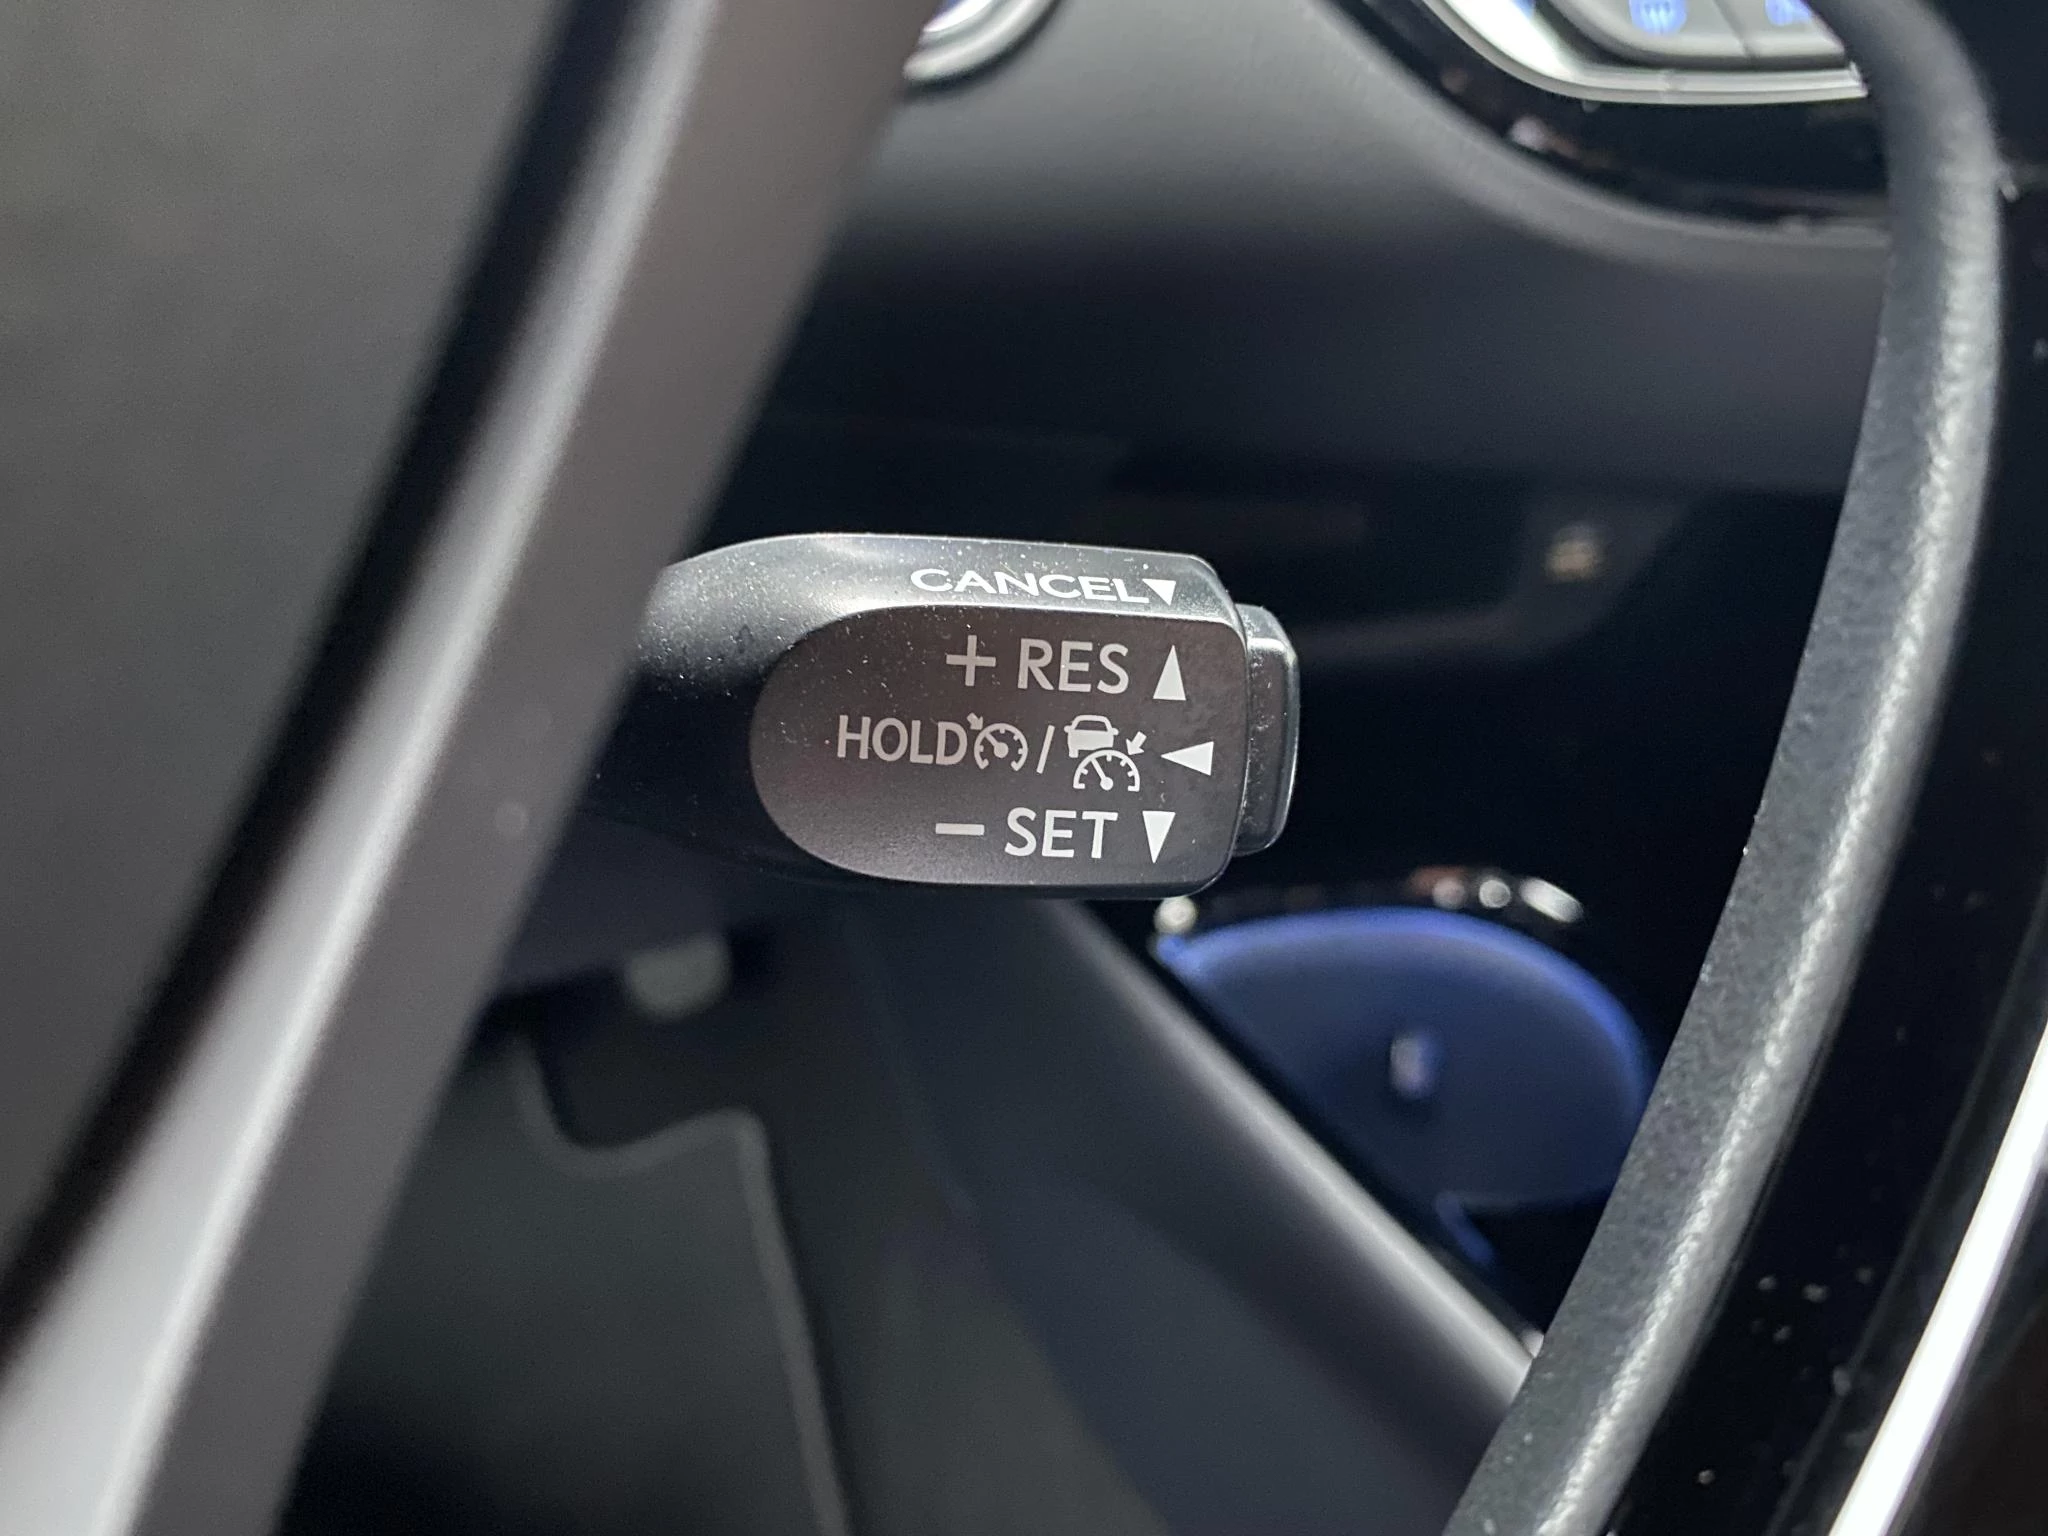 CANCEL▼
+ RES ▲
HOLD / ◀
− SET ▼